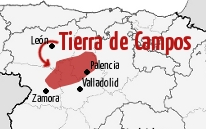 León
Tierra de Campos
Palencia
Valladolid
Zamora